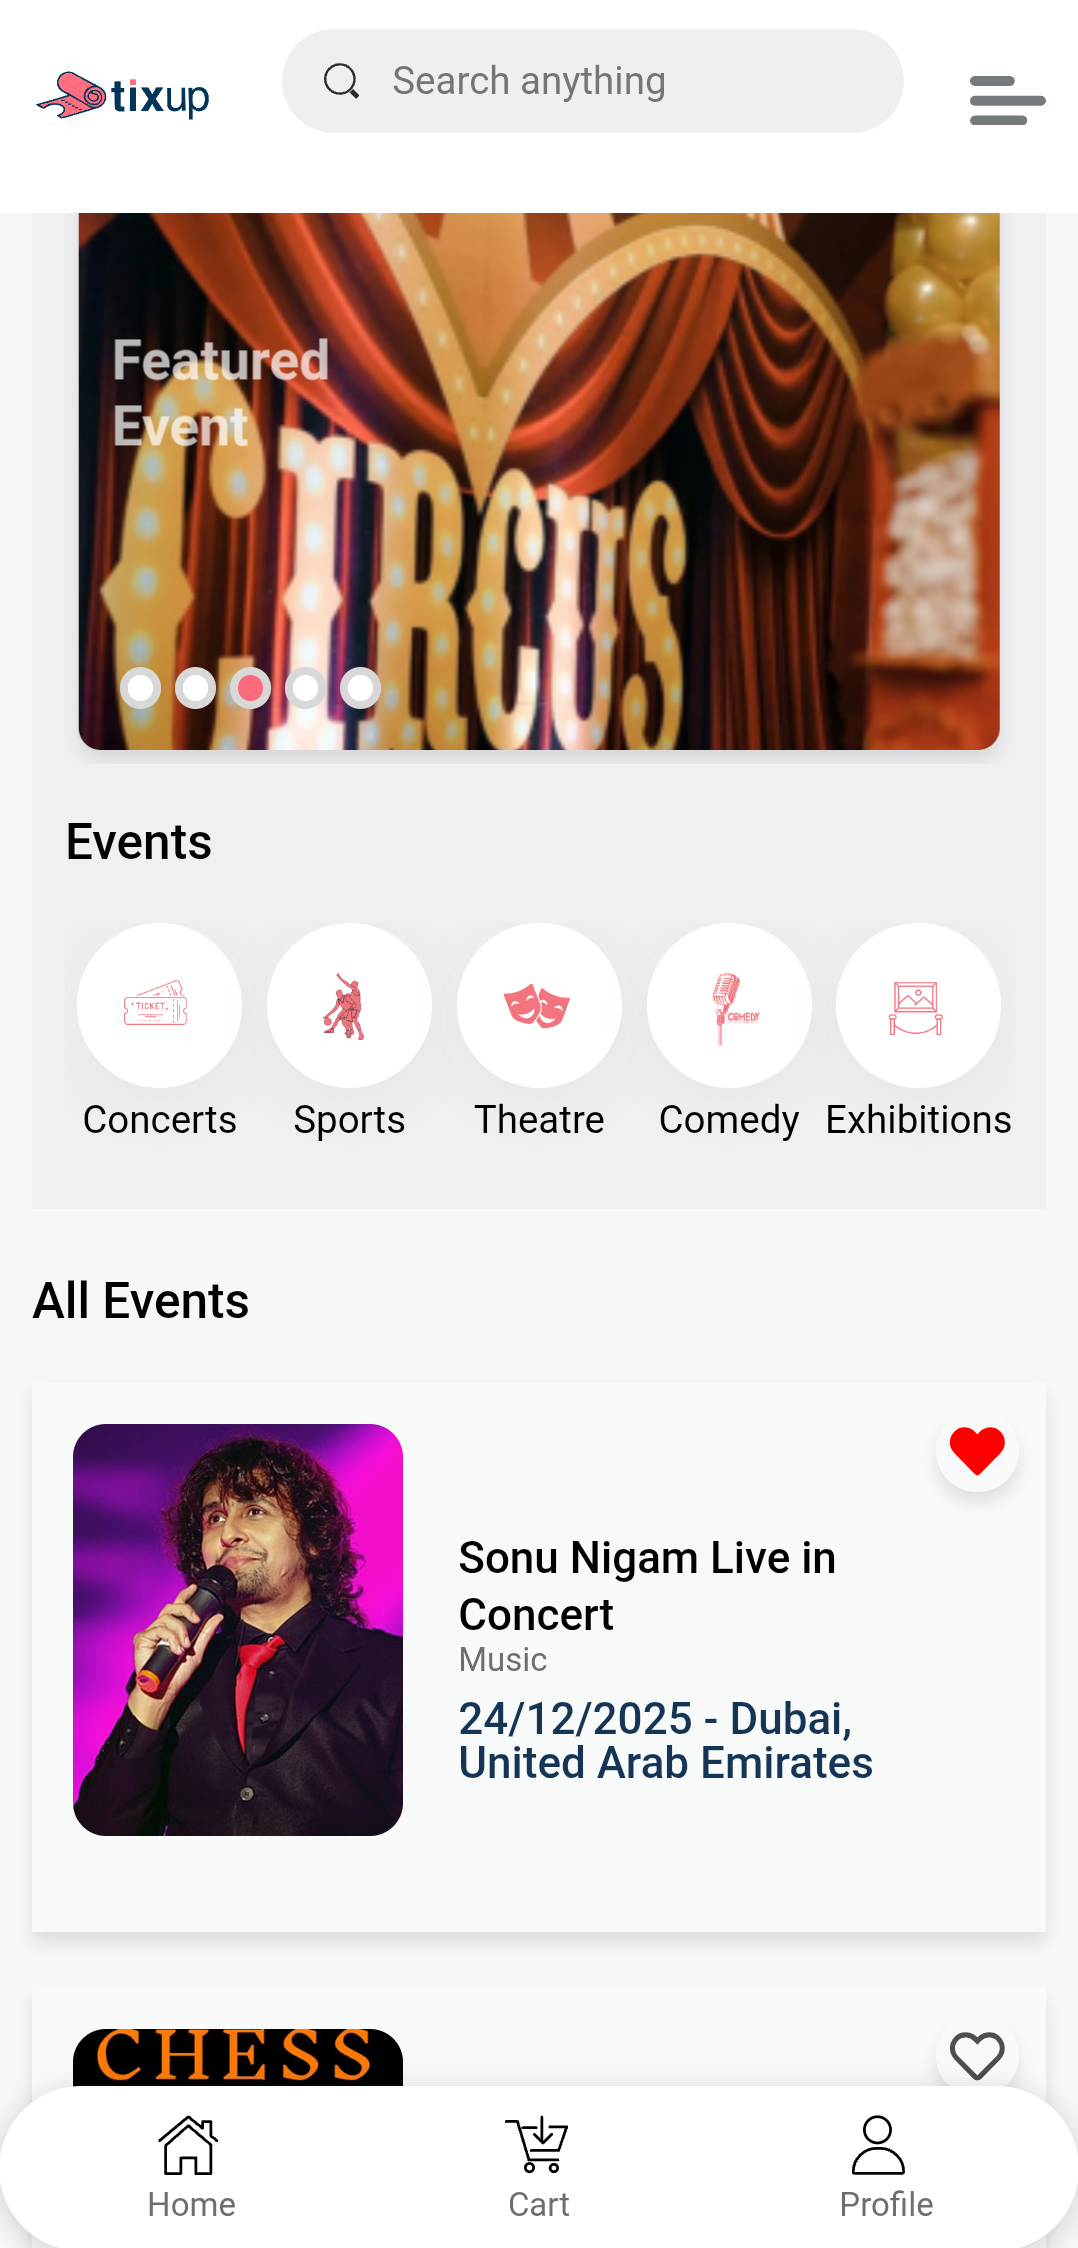 tixup
Search anything
Featured
Event
CIRCUS
Events
TICKET
COMEDY
Concerts
Sports
Theatre
Comedy
Exhibitions
All Events
Sonu Nigam Live in
Concert
Music
24/12/2025 - Dubai,
United Arab Emirates
CHESS
Home
Cart
Profile